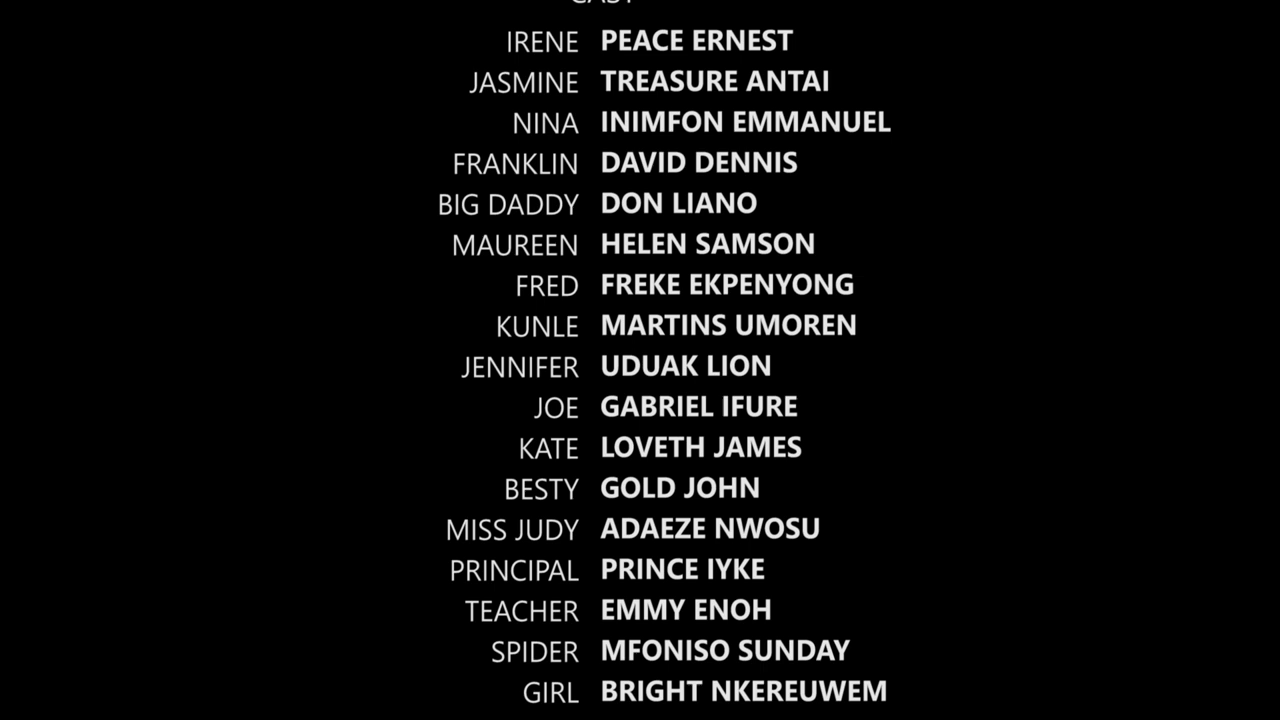 CAST
IRENE PEACE ERNEST
JASMINE TREASURE ANTAI
NINA INIMFON EMMANUEL
FRANKLIN DAVID DENNIS
BIG DADDY DON LIANO
MAUREEN HELEN SAMSON
FRED FREKE EKPENYONG
KUNLE MARTINS UMOREN
JENNIFER UDUAK LION
JOE GABRIEL IFURE
KATE LOVETH JAMES
BESTY GOLD JOHN
MISS JUDY ADAEZE NWOSU
PRINCIPAL PRINCE IYKE
TEACHER EMMY ENOH
SPIDER MFONISO SUNDAY
GIRL BRIGHT NKEREUWEM